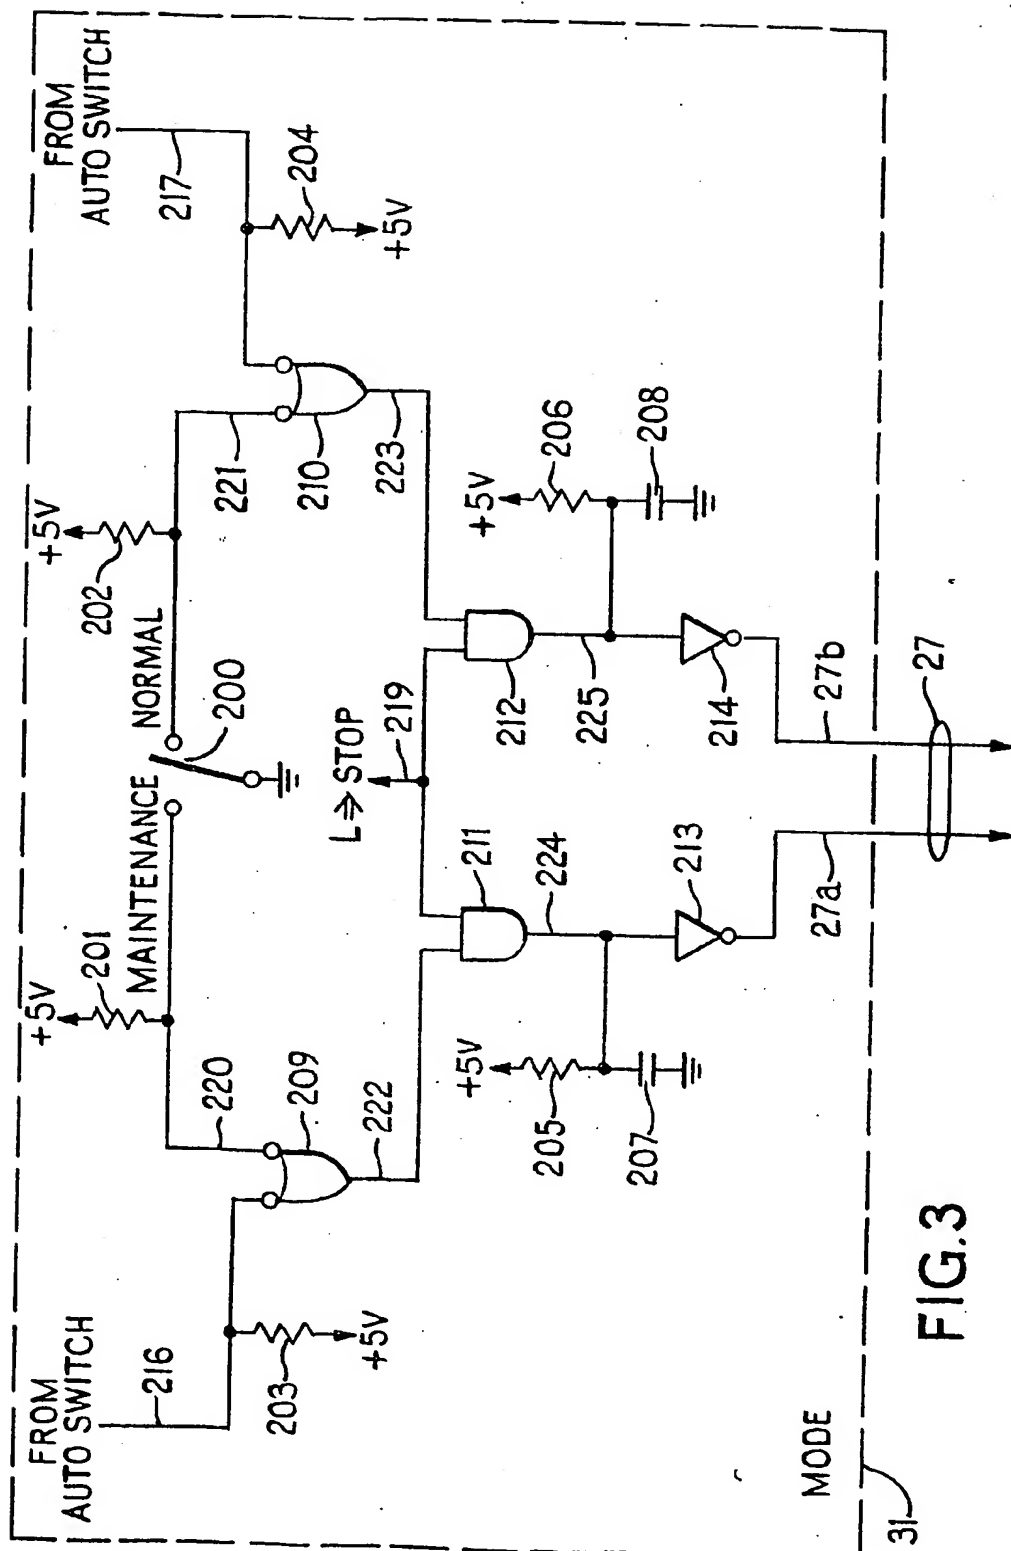 FROM
AUTO SWITCH
216
203
+5V
+5V
201
MAINTENANCE
NORMAL
200
+5V
202
FROM
AUTO SWITCH
217
204
+5V
220
209
222
221
210
223
L⇒STOP
219
211
224
212
225
+5V
205
207
+5V
206
208
213
214
27a
27b
27
MODE
31
FIG.3